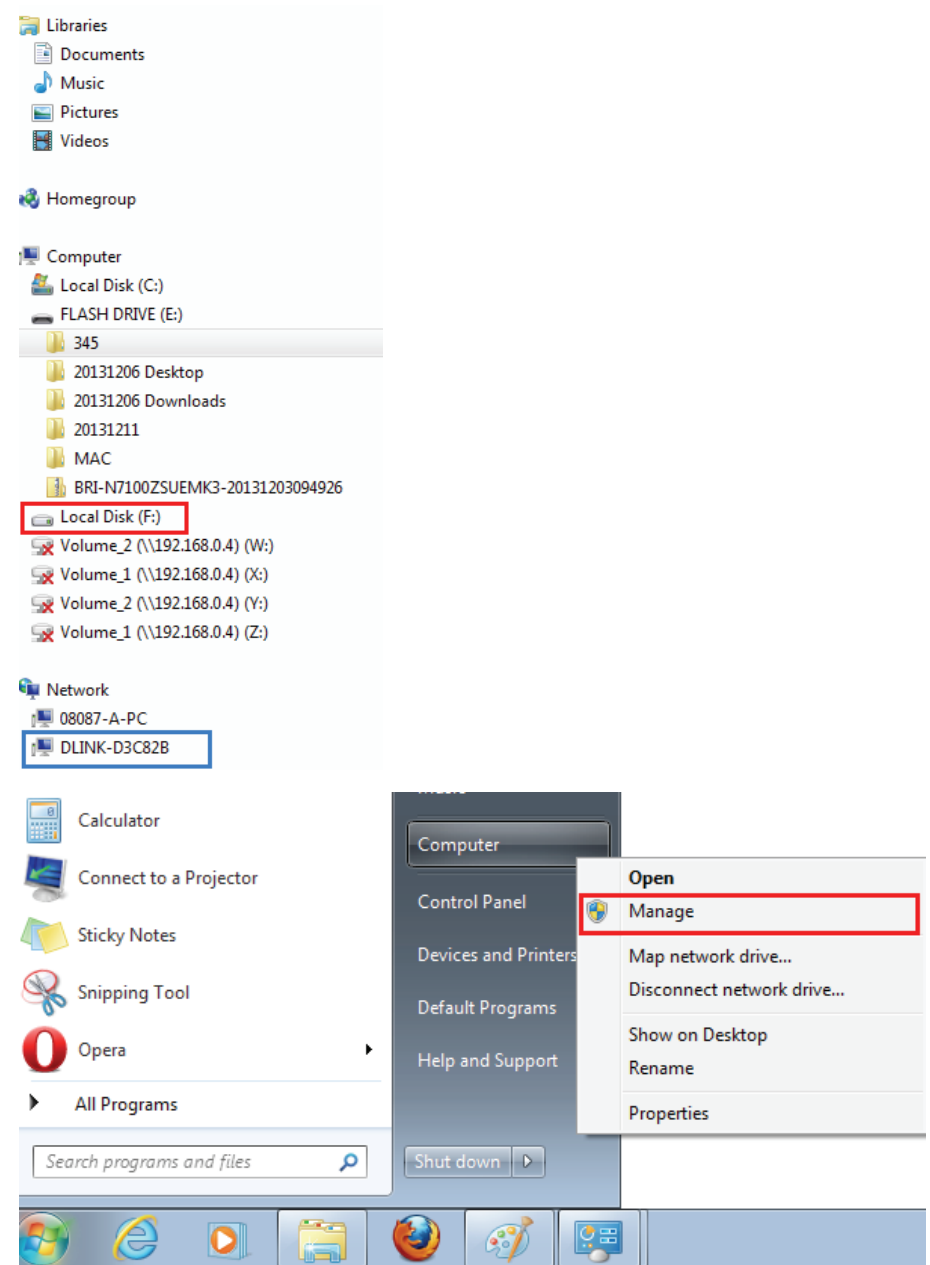 Libraries
Documents
Music
Pictures
Videos
Homegroup
Computer
Local Disk (C:)
FLASH DRIVE (E:)
345
20131206 Desktop
20131206 Downloads
20131211
MAC
BRI-N7100ZSUEMK3-20131203094926
Local Disk (F:)
Volume_2 (\\192.168.0.4) (W:)
Volume_1 (\\192.168.0.4) (X:)
Volume_2 (\\192.168.0.4) (Y:)
Volume_1 (\\192.168.0.4) (Z:)
Network
08087-A-PC
DLINK-D3C82B
Calculator
Connect to a Projector
Sticky Notes
Snipping Tool
Opera
All Programs
Search programs and files
Computer
Control Panel
Devices and Printers
Default Programs
Help and Support
Shut down
Open
Manage
Map network drive...
Disconnect network drive...
Show on Desktop
Rename
Properties